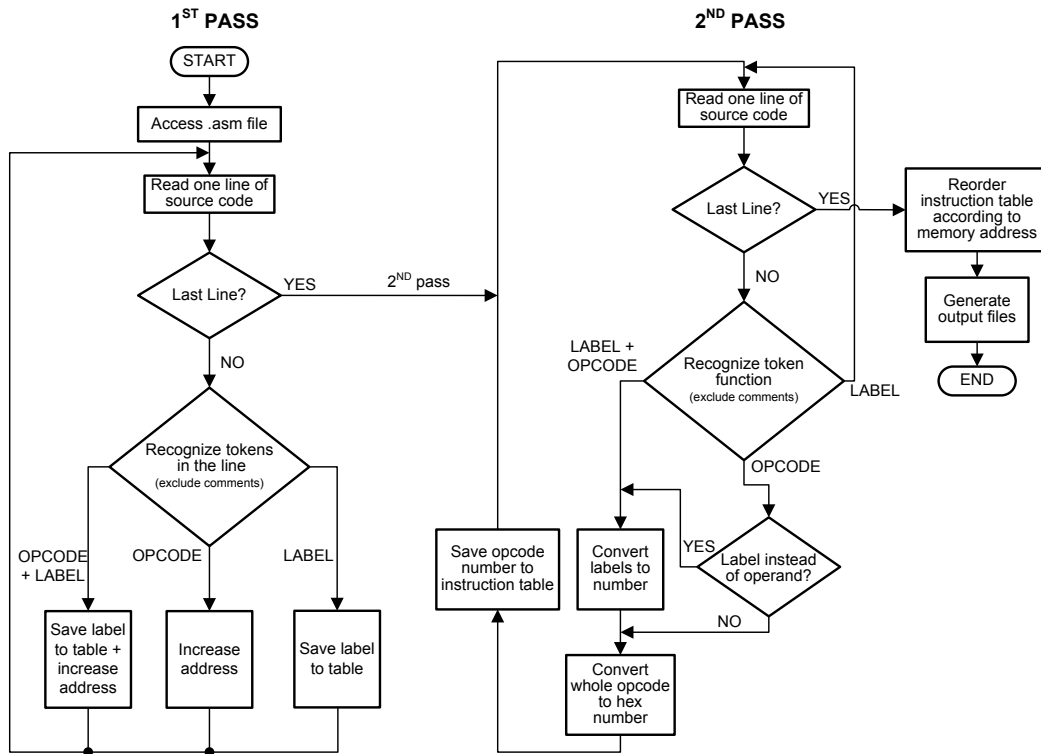 1ST PASS
START
Access .asm file
Read one line of
source code
Last Line?
YES
2ND pass
NO
Recognize tokens
in the line
(exclude comments)
OPCODE
+ LABEL
OPCODE
LABEL
Save label
to table +
increase
address
Increase
address
Save label
to table
2ND PASS
Read one line of
source code
Last Line?
YES
Reorder
instruction table
according to
memory address
Generate
output files
END
NO
LABEL +
OPCODE
Recognize token
function
(exclude comments)
LABEL
OPCODE
Label instead
of operand?
YES
NO
Convert
labels to
number
Convert
whole opcode
to hex
number
Save opcode
number to
instruction table